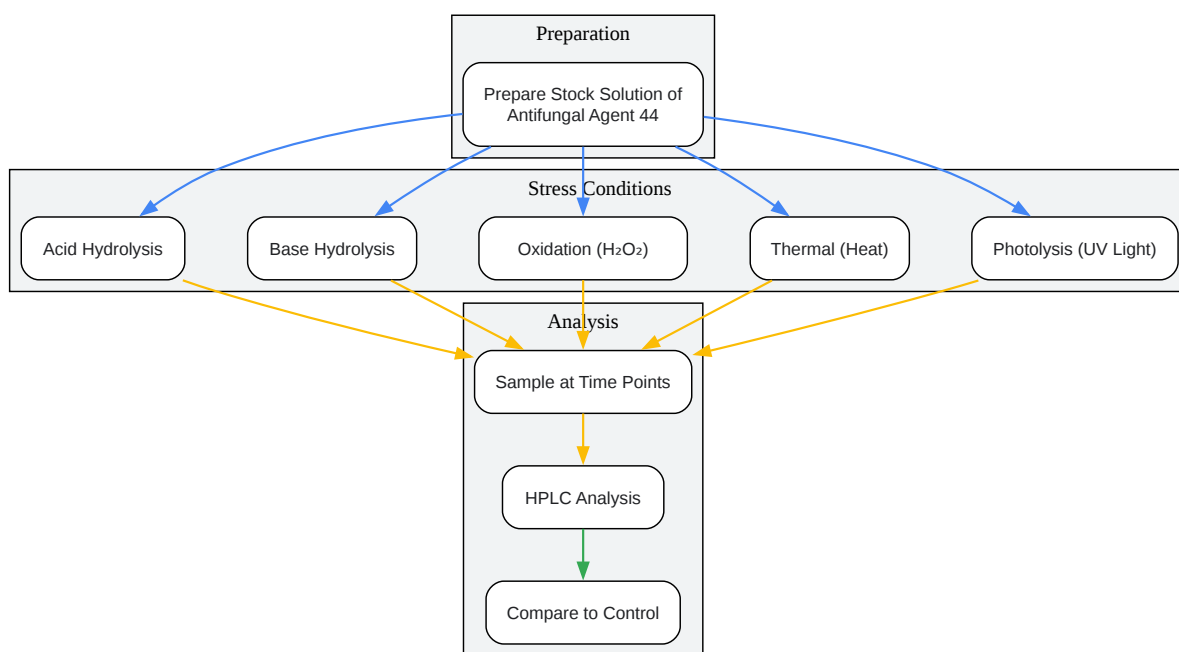 Preparation
Prepare Stock Solution of
Antifungal Agent 44
Stress Conditions
Acid Hydrolysis
Base Hydrolysis
Oxidation (H₂O₂)
Thermal (Heat)
Photolysis (UV Light)
Analysis
Sample at Time Points
HPLC Analysis
Compare to Control